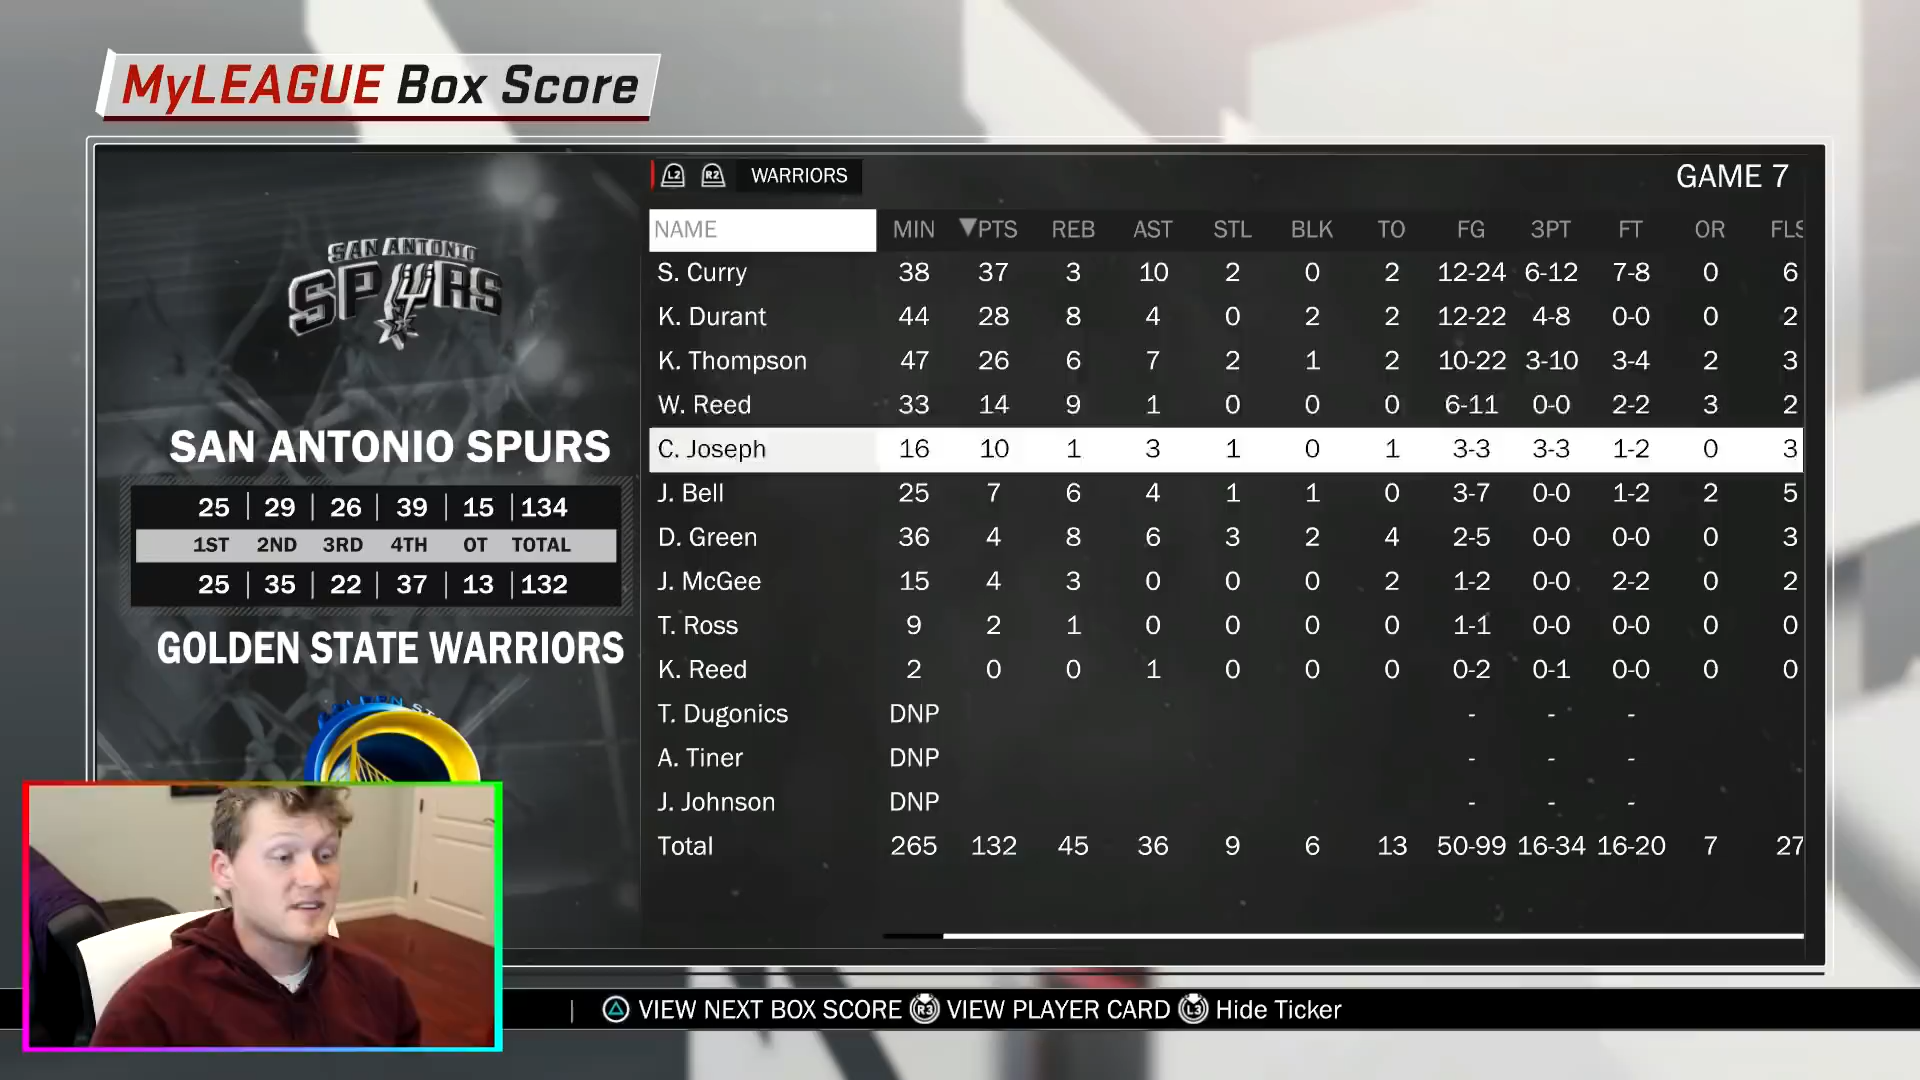 MyLEAGUE Box Score
L2 R2 WARRIORS GAME 7
NAME MIN PTS REB AST STL BLK TO FG 3PT FT OR FLS
S. Curry 38 37 3 10 2 0 2 12-24 6-12 7-8 0 6
K. Durant 44 28 8 4 0 2 2 12-22 4-8 0-0 0 2
K. Thompson 47 26 6 7 2 1 2 10-22 3-10 3-4 2 3
W. Reed 33 14 9 1 0 0 0 6-11 0-0 2-2 3 2
C. Joseph 16 10 1 3 1 0 1 3-3 3-3 1-2 0 3
J. Bell 25 7 6 4 1 1 0 3-7 0-0 1-2 2 5
D. Green 36 4 8 6 3 2 4 2-5 0-0 0-0 0 3
J. McGee 15 4 3 0 0 0 2 1-2 0-0 2-2 0 2
T. Ross 9 2 1 0 0 0 0 1-1 0-0 0-0 0 0
K. Reed 2 0 0 1 0 0 0 0-2 0-1 0-0 0 0
T. Dugonics DNP - - -
A. Tiner DNP - - -
J. Johnson DNP - - -
Total 265 132 45 36 9 6 13 50-99 16-34 16-20 7 27
SAN ANTONIO
SPURS
SAN ANTONIO SPURS
25 | 29 | 26 | 39 | 15 | 134
1ST 2ND 3RD 4TH OT TOTAL
25 | 35 | 22 | 37 | 13 | 132
GOLDEN STATE WARRIORS
| VIEW NEXT BOX SCORE R3 VIEW PLAYER CARD L3 Hide Ticker